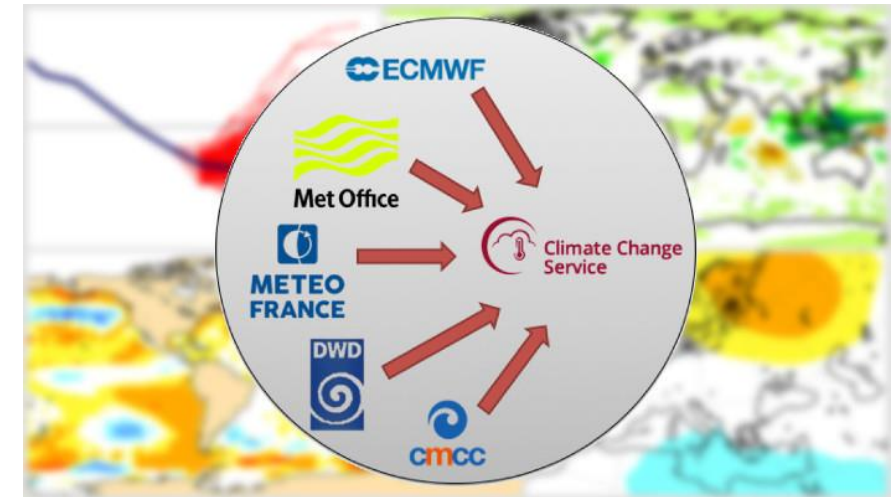 ECMWF
Met Office
METEO
FRANCE
Climate Change
Service
DWD
cmcc